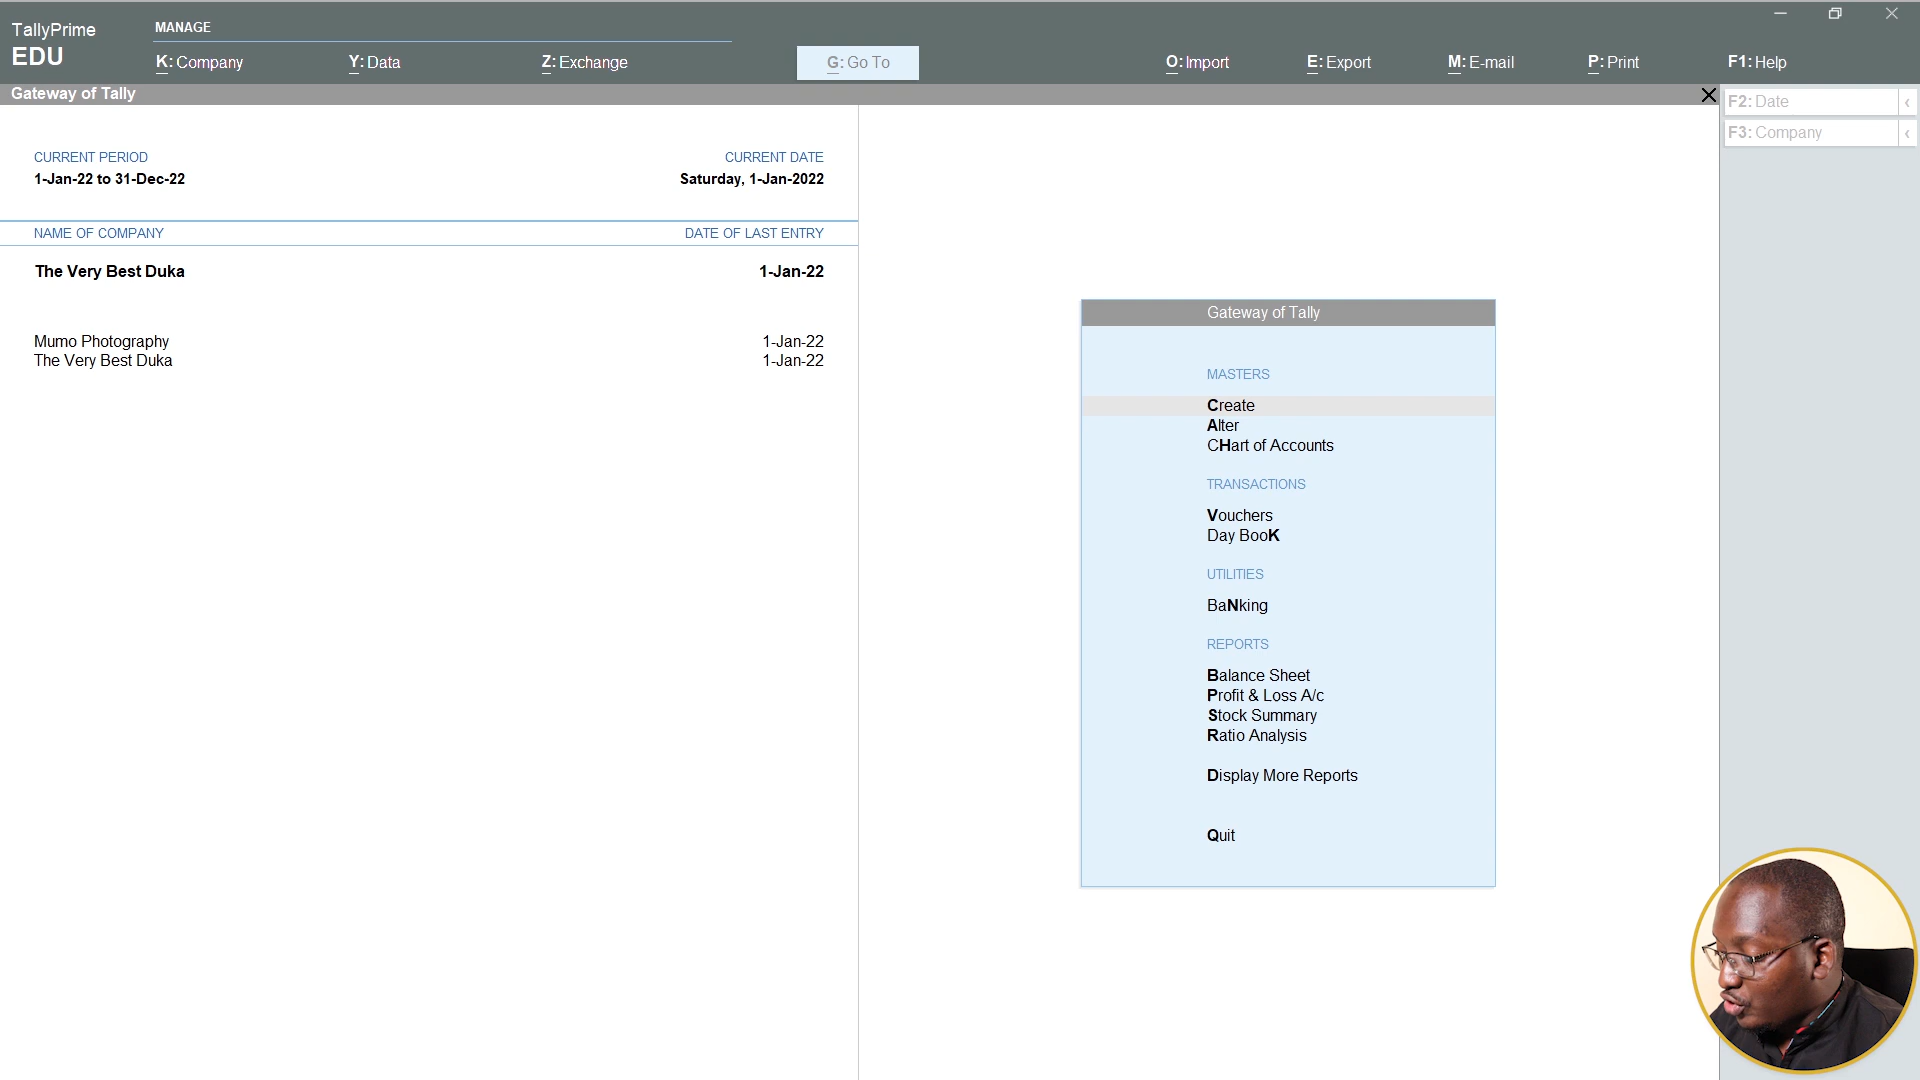 TallyPrime
EDU
MANAGE
K: Company
Y: Data
Z: Exchange
G: Go To
O: Import
E: Export
M: E-mail
P: Print
F1: Help
Gateway of Tally
F2: Date
F3: Company
CURRENT PERIOD
CURRENT DATE
1-Jan-22 to 31-Dec-22
Saturday, 1-Jan-2022
NAME OF COMPANY
DATE OF LAST ENTRY
The Very Best Duka
1-Jan-22
Mumo Photography
1-Jan-22
The Very Best Duka
1-Jan-22
Gateway of Tally
MASTERS
Create
Alter
CHart of Accounts
TRANSACTIONS
Vouchers
Day BooK
UTILITIES
BaNking
REPORTS
Balance Sheet
Profit & Loss A/c
Stock Summary
Ratio Analysis
Display More Reports
Quit